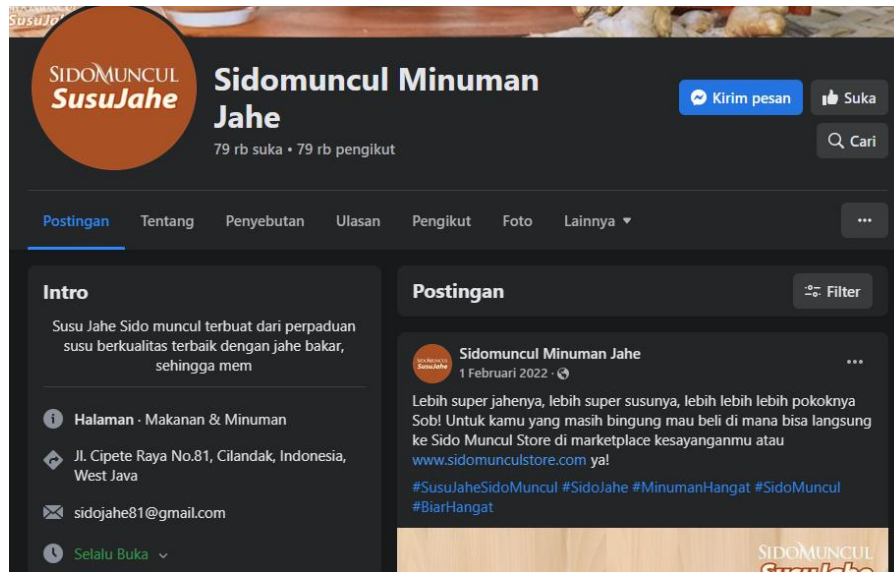 SusuJa
SIDOMUNCUL
SusuJahe
Sidomuncul Minuman
Jahe
79 rb suka • 79 rb pengikut
Kirim pesan
Suka
Cari
Postingan
Tentang
Penyebutan
Ulasan
Pengikut
Foto
Lainnya
Intro
Susu Jahe Sido muncul terbuat dari perpaduan
susu berkualitas terbaik dengan jahe bakar,
sehingga mem
Halaman · Makanan & Minuman
Jl. Cipete Raya No.81, Cilandak, Indonesia,
West Java
sidojahe81@gmail.com
Selalu Buka
Postingan
Filter
SIDOMUNCUL
SusuJahe
Sidomuncul Minuman Jahe
1 Februari 2022 ·
Lebih super jahenya, lebih super susunya, lebih lebih lebih pokoknya
Sob! Untuk kamu yang masih bingung mau beli di mana bisa langsung
ke Sido Muncul Store di marketplace kesayanganmu atau
www.sidomunculstore.com ya!
#SusuJaheSidoMuncul #SidoJahe #MinumanHangat #SidoMuncul
#BiarHangat
SIDOMUNCUL
SusuJahe